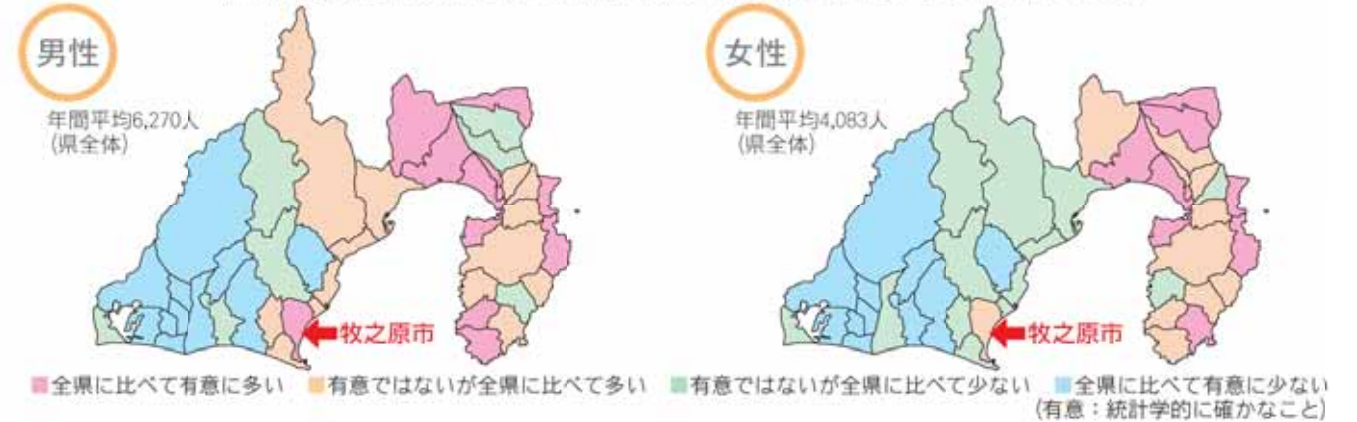 男性
年間平均6,270人
(県全体)
牧之原市
女性
年間平均4,083人
(県全体)
牧之原市
全県に比べて有意に多い 有意ではないが全県に比べて多い 有意ではないが全県に比べて少ない 全県に比べて有意に少ない
(有意：統計学的に確かなこと)